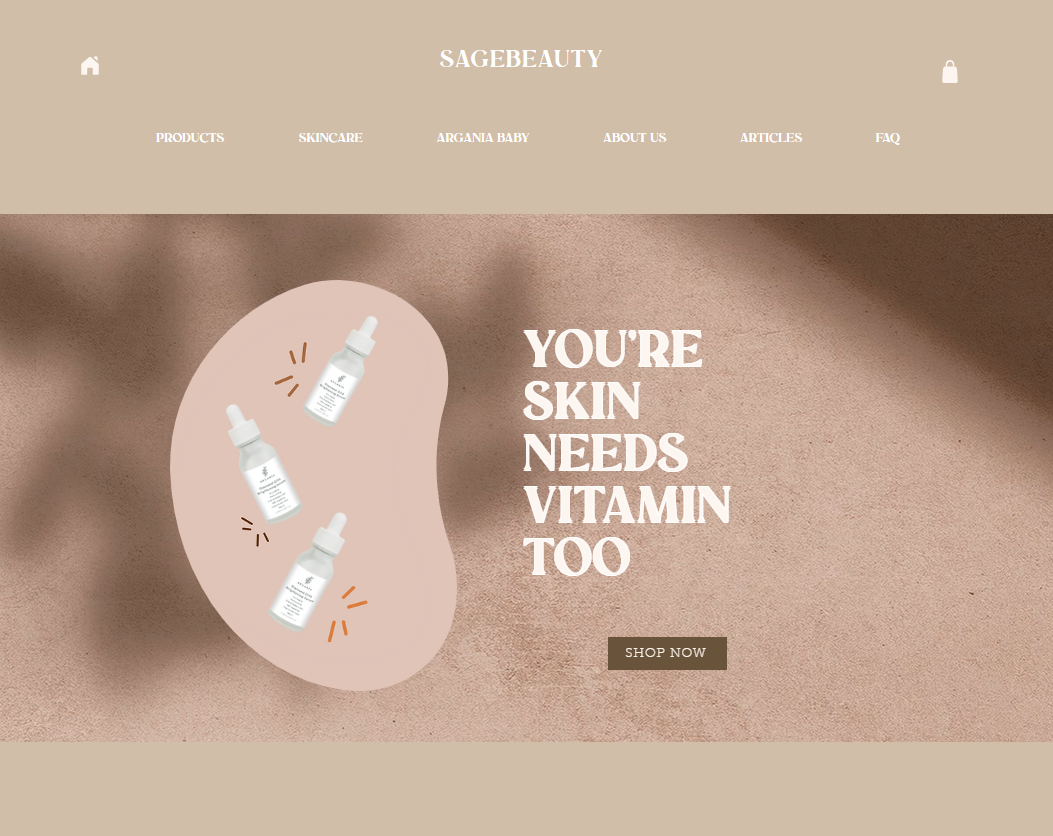 SAGEBEAUTY
PRODUCTS SKINCARE ARGANIA BABY ABOUT US ARTICLES FAQ
YOU'RE
SKIN
NEEDS
VITAMIN
TOO
SHOP NOW